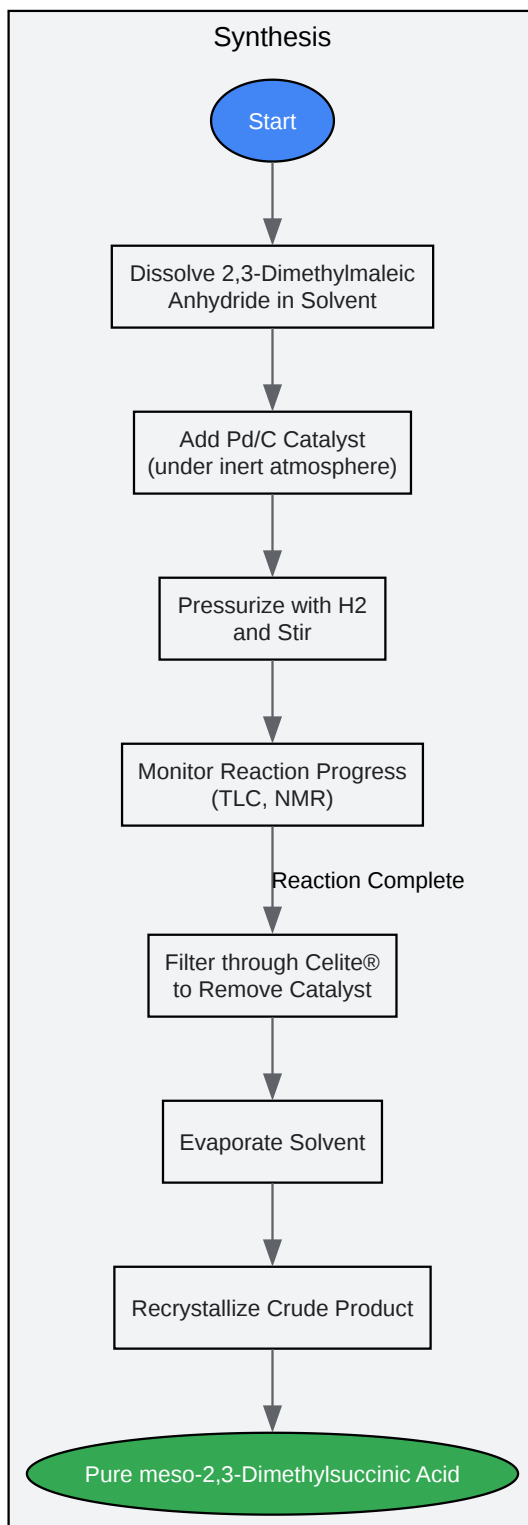 Synthesis
Start
Dissolve 2,3-Dimethylmaleic
Anhydride in Solvent
Add Pd/C Catalyst
(under inert atmosphere)
Pressurize with H2
and Stir
Monitor Reaction Progress
(TLC, NMR)
Reaction Complete
Filter through Celite®
to Remove Catalyst
Evaporate Solvent
Recrystallize Crude Product
Pure meso-2,3-Dimethylsuccinic Acid